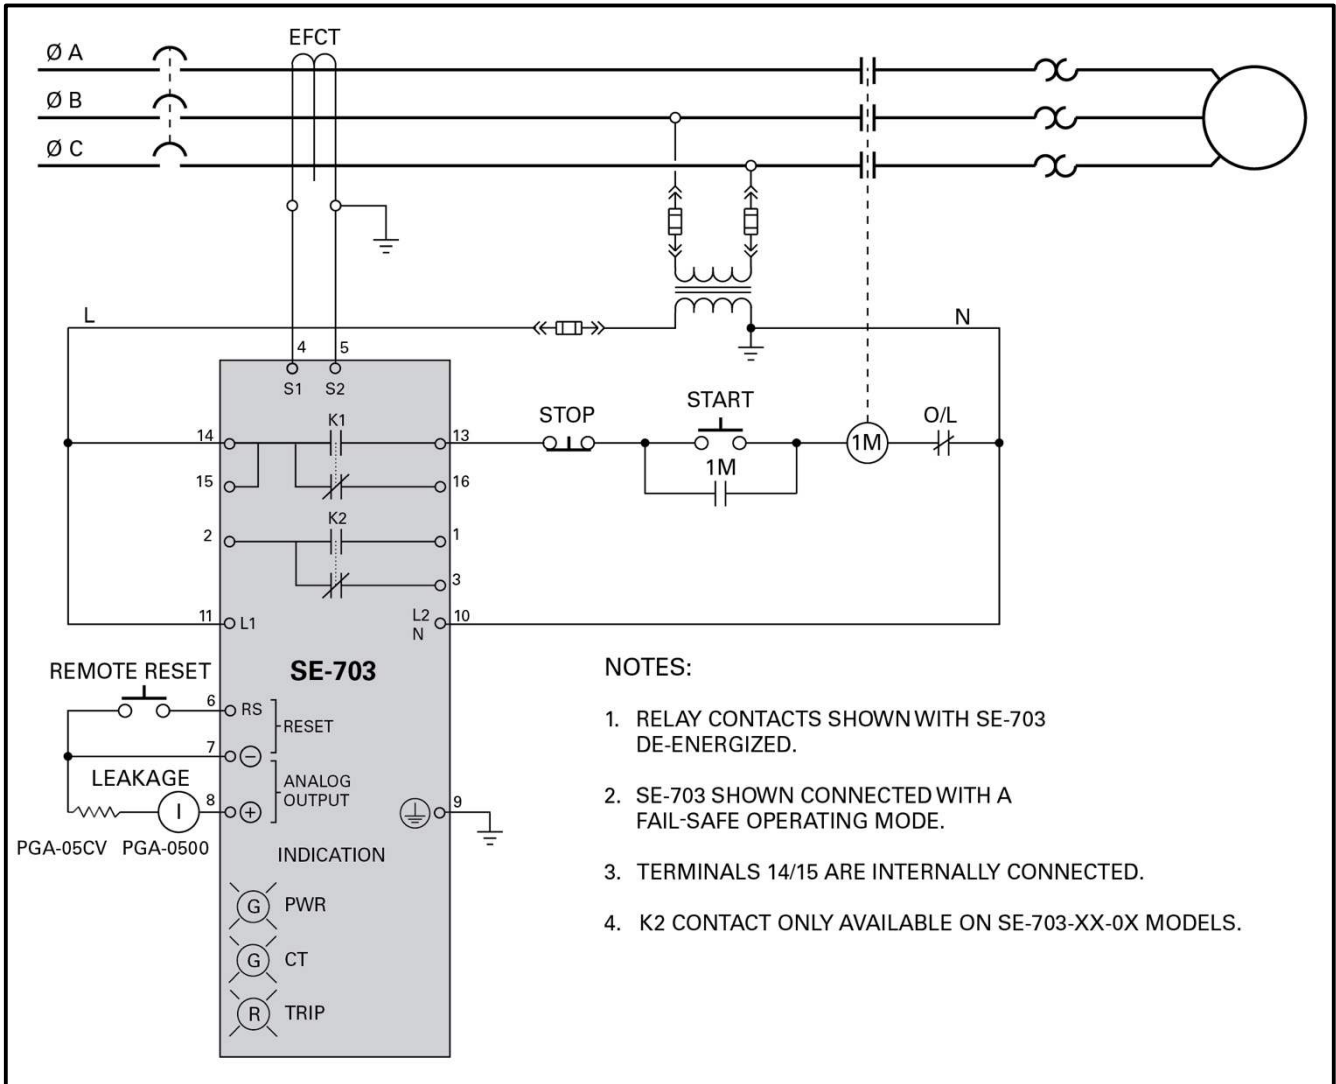 EFCT
Ø A
Ø B
Ø C
L
N
4
5
S1
S2
K1
14
13
STOP
START
1M
1M
O/L
15
16
K2
2
1
3
11
L1
L2
N
10
SE-703
REMOTE RESET
6
RS
RESET
7
−
LEAKAGE
8
+
ANALOG
OUTPUT
I
9
PGA-05CV
PGA-0500
INDICATION
G
PWR
G
CT
R
TRIP
NOTES:
1. RELAY CONTACTS SHOWN WITH SE-703
DE-ENERGIZED.
2. SE-703 SHOWN CONNECTED WITH A
FAIL-SAFE OPERATING MODE.
3. TERMINALS 14/15 ARE INTERNALLY CONNECTED.
4. K2 CONTACT ONLY AVAILABLE ON SE-703-XX-0X MODELS.